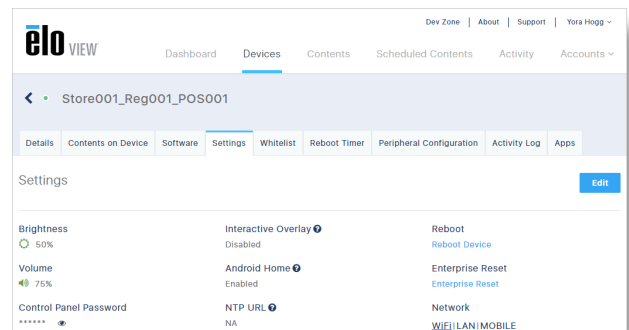 Dev Zone | About | Support | Yora Hogg
elo VIEW
Dashboard Devices Contents Scheduled Contents Activity Accounts
Store001_Reg001_POS001
Details Contents on Device Software Settings Whitelist Reboot Timer Peripheral Configuration Activity Log Apps
Settings Edit
Brightness Interactive Overlay ? Reboot
50% Disabled Reboot Device
Volume Android Home ? Enterprise Reset
75% Enabled Enterprise Reset
Control Panel Password NTP URL ? Network
****** NA WiFi|LAN|MOBILE